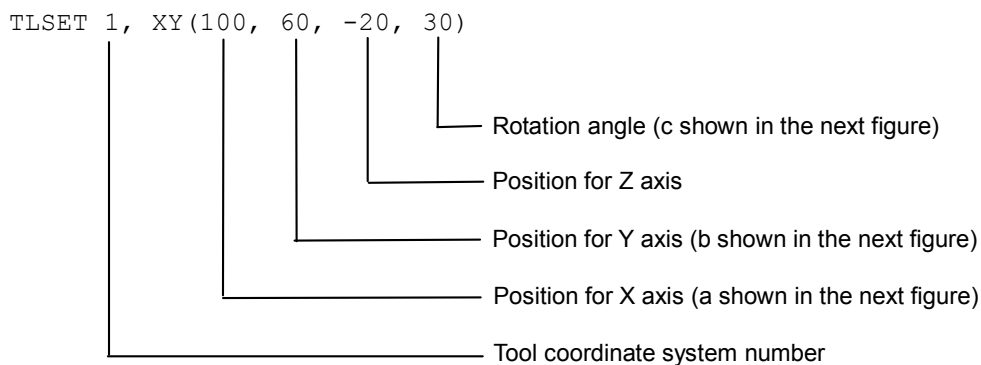 TLSET 1, XY(100, 60, -20, 30)
Rotation angle (c shown in the next figure)
Position for Z axis
Position for Y axis (b shown in the next figure)
Position for X axis (a shown in the next figure)
Tool coordinate system number